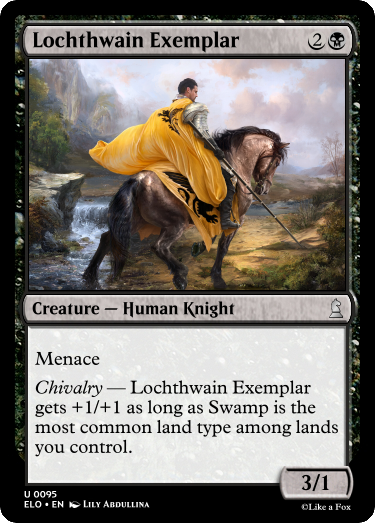 Lochthwain Exemplar 2
Creature — Human Knight
Menace
Chivalry — Lochthwain Exemplar
gets +1/+1 as long as Swamp is the
most common land type among lands
you control.
3/1
U 0095
ELO • EN Lily Abdullina
©Like a Fox